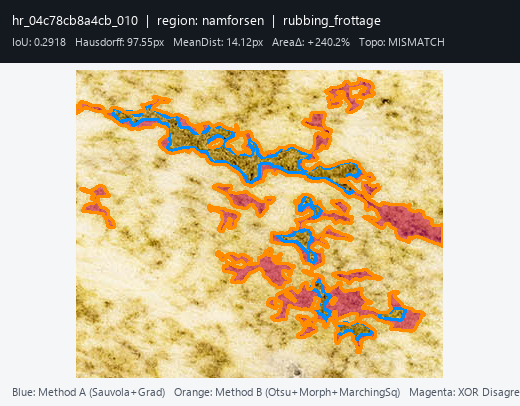 hr_04c78cb8a4cb_010 | region: namforsen | rubbing_frottage
IoU: 0.2918 Hausdorff: 97.55px MeanDist: 14.12px AreaΔ: +240.2% Topo: MISMATCH
Blue: Method A (Sauvola+Grad) Orange: Method B (Otsu+Morph+MarchingSq) Magenta: XOR Disagre